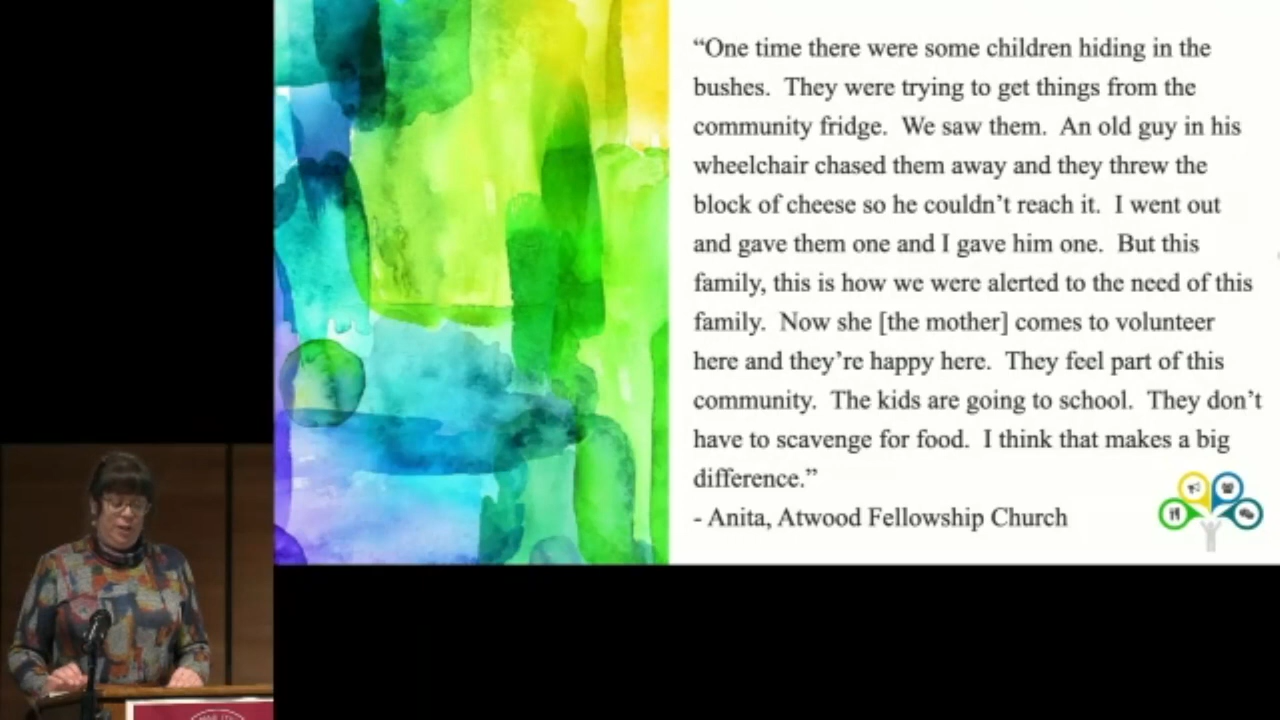 “One time there were some children hiding in the
bushes.  They were trying to get things from the
community fridge.  We saw them.  An old guy in his
wheelchair chased them away and they threw the
block of cheese so he couldn’t reach it.  I went out
and gave them one and I gave him one.  But this
family, this is how we were alerted to the need of this
family.  Now she [the mother] comes to volunteer
here and they’re happy here.  They feel part of this
community.  The kids are going to school.  They don’t
have to scavenge for food.  I think that makes a big
difference.”
- Anita, Atwood Fellowship Church